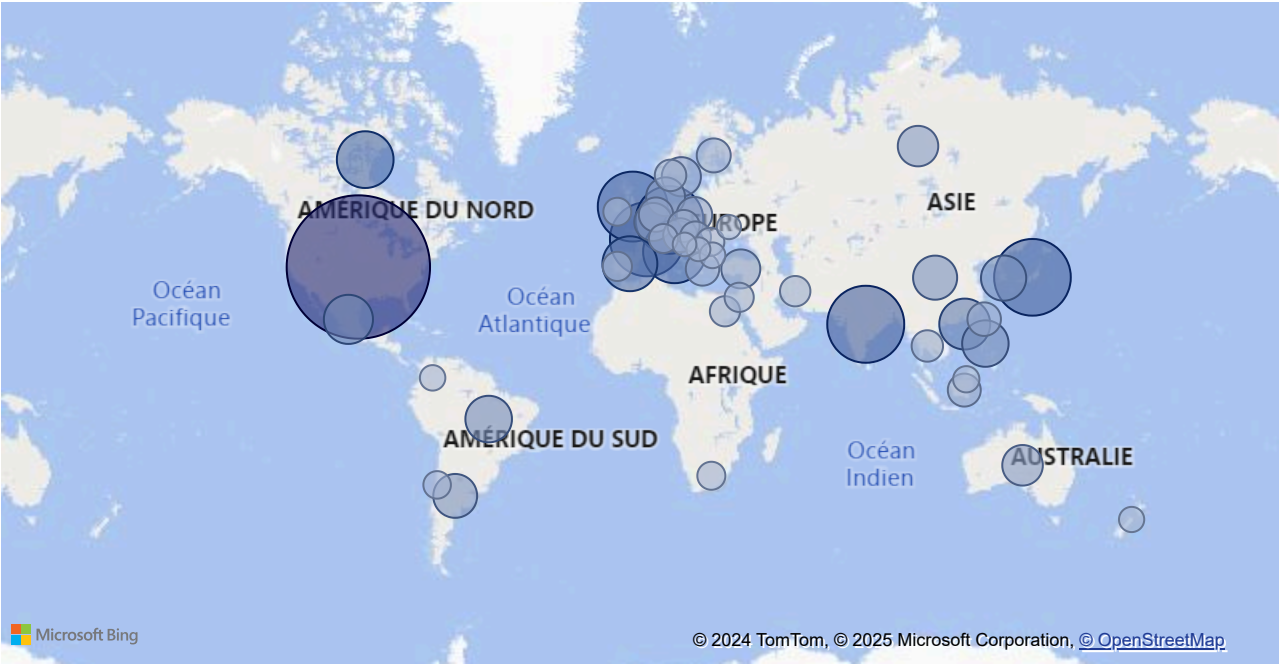 AMÉRIQUE DU NORD
ASIE
EUROPE
Océan
Pacifique
Océan
Atlantique
AFRIQUE
AMÉRIQUE DU SUD
Océan
Indien
AUSTRALIE
Microsoft Bing
© 2024 TomTom, © 2025 Microsoft Corporation, © OpenStreetMap